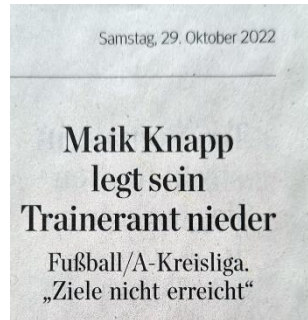 Samstag, 29. Oktober 2022
Maik Knapp
legt sein
Traineramt nieder
Fußball/A-Kreisliga.
„Ziele nicht erreicht“